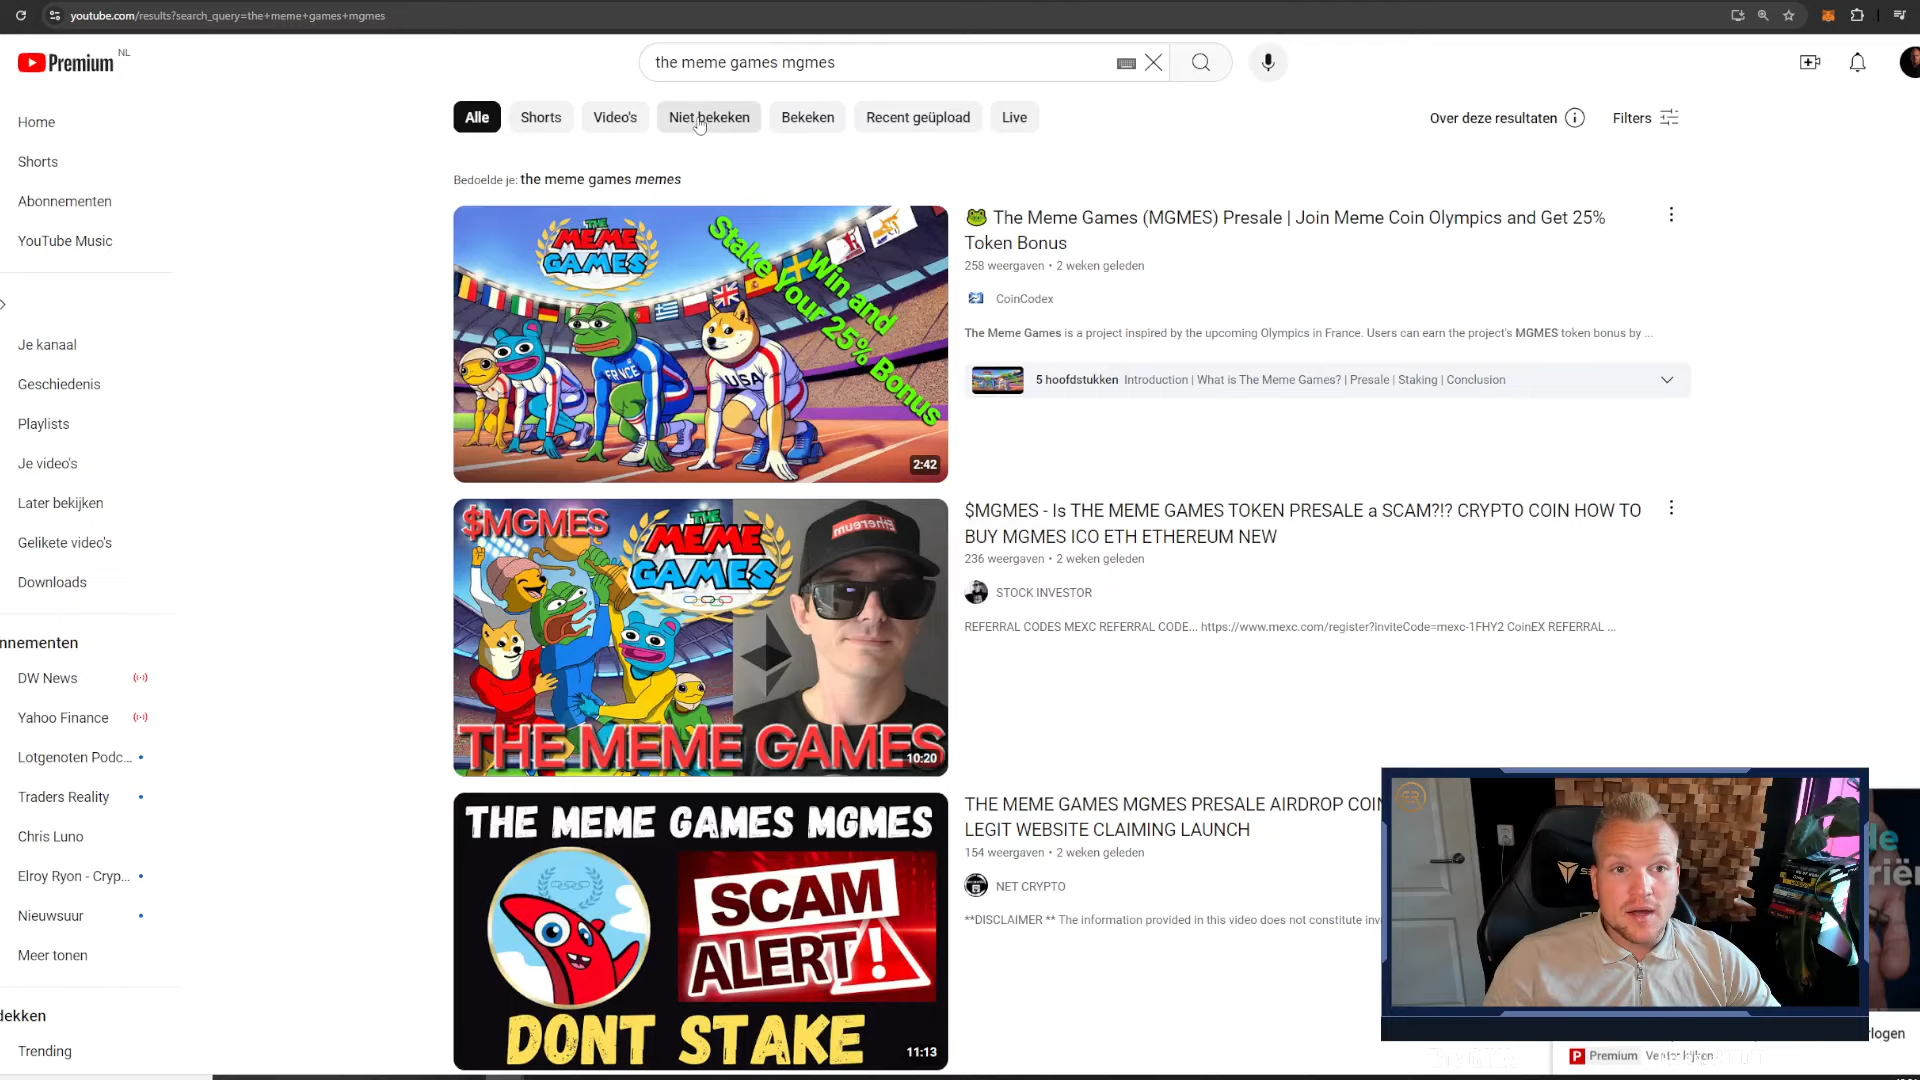 youtube.com/results?search_query=the+meme+games+mgmes
Premium NL
the meme games mgmes
Alle Shorts Video's Niet bekeken Bekeken Recent geüpload Live
Over deze resultaten Filters
Home
Shorts
Abonnementen
YouTube Music
Je kanaal
Geschiedenis
Playlists
Je video's
Later bekijken
Gelikete video's
Downloads
nnementen
DW News
Yahoo Finance
Lotgenoten Podc...
Traders Reality
Chris Luno
Elroy Ryon - Cryp...
Nieuwsuur
Meer tonen
dekken
Trending
Bedoelde je: the meme games memes
THE
MEME
GAMES
Stake Your 25% Bonus
Win and
FRANCE
USA
2:42
🐸 The Meme Games (MGMES) Presale | Join Meme Coin Olympics and Get 25%
Token Bonus
258 weergaven • 2 weken geleden
CoinCodex
The Meme Games is a project inspired by the upcoming Olympics in France. Users can earn the project's MGMES token bonus by ...
5 hoofdstukken Introduction | What is The Meme Games? | Presale | Staking | Conclusion
$MGMES
THE
MEME
GAMES
Ethereum
THE MEME GAMES
10:20
$MGMES - Is THE MEME GAMES TOKEN PRESALE a SCAM?!? CRYPTO COIN HOW TO
BUY MGMES ICO ETH ETHEREUM NEW
236 weergaven • 2 weken geleden
STOCK INVESTOR
REFERRAL CODES MEXC REFERRAL CODE... https://www.mexc.com/register?inviteCode=mexc-1FHY2 CoinEX REFERRAL ...
THE MEME GAMES MGMES
SCAM
ALERT!
DONT STAKE
11:13
THE MEME GAMES MGMES PRESALE AIRDROP COIN
LEGIT WEBSITE CLAIMING LAUNCH
154 weergaven • 2 weken geleden
NET CRYPTO
**DISCLAIMER ** The information provided in this video does not constitute inv
de
rieën
logen
Premium Verder kijken